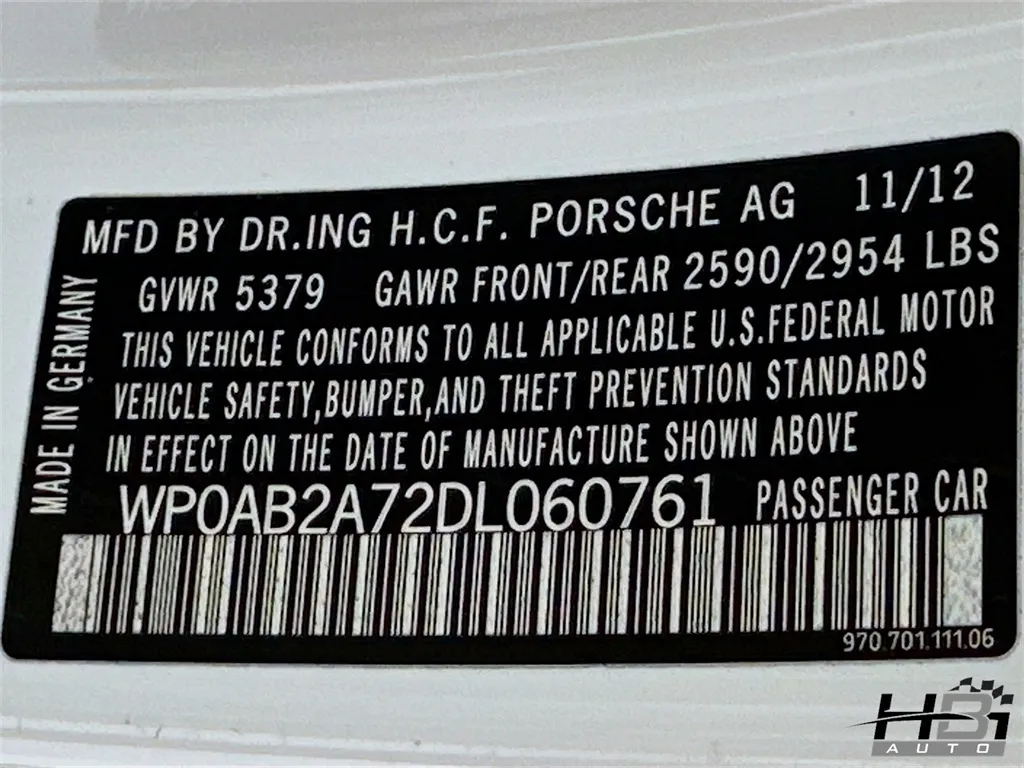 MFD BY DR.ING H.C.F. PORSCHE AG 11/12
GVWR 5379 GAWR FRONT/REAR 2590/2954 LBS
THIS VEHICLE CONFORMS TO ALL APPLICABLE U.S.FEDERAL MOTOR
VEHICLE SAFETY,BUMPER,AND THEFT PREVENTION STANDARDS
IN EFFECT ON THE DATE OF MANUFACTURE SHOWN ABOVE
WP0AB2A72DL060761 PASSENGER CAR
970.701.111.06
MADE IN GERMANY
HBI
AUTO